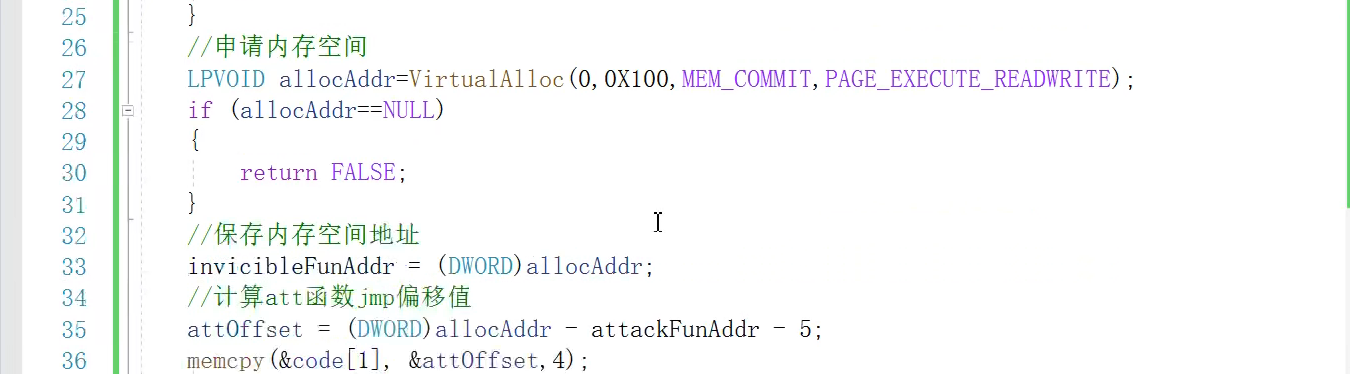 25 }
26 //申请内存空间
27 LPVOID allocAddr=VirtualAlloc(0,0X100,MEM_COMMIT,PAGE_EXECUTE_READWRITE);
28 if (allocAddr==NULL)
29 {
30 return FALSE;
31 }
32 //保存内存空间地址
33 invicibleFunAddr = (DWORD)allocAddr;
34 //计算att函数jmp偏移值
35 attOffset = (DWORD)allocAddr - attackFunAddr - 5;
36 memcpy(&code[1], &attOffset,4);